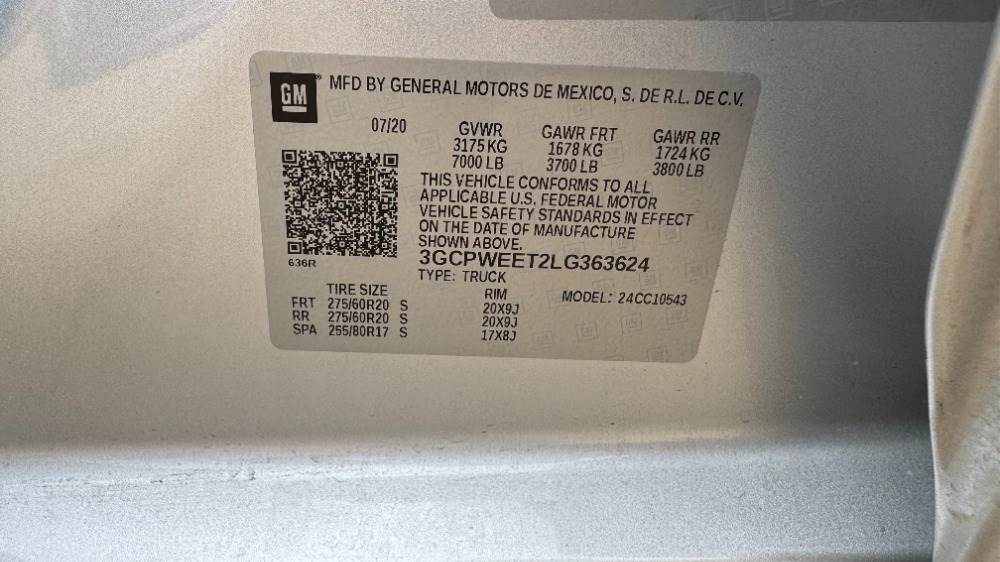 GM
MFD BY GENERAL MOTORS DE MEXICO, S. DE R.L. DE C.V.
07/20 GVWR GAWR FRT GAWR RR
3175 KG 1678 KG 1724 KG
7000 LB 3700 LB 3800 LB
THIS VEHICLE CONFORMS TO ALL
APPLICABLE U.S. FEDERAL MOTOR
VEHICLE SAFETY STANDARDS IN EFFECT
ON THE DATE OF MANUFACTURE
SHOWN ABOVE.
636R
3GCPWEET2LG363624
TYPE: TRUCK
TIRE SIZE RIM MODEL: 24CC10543
FRT 275/60R20 S 20X9J
RR 275/60R20 S 20X9J
SPA 255/80R17 S 17X8J